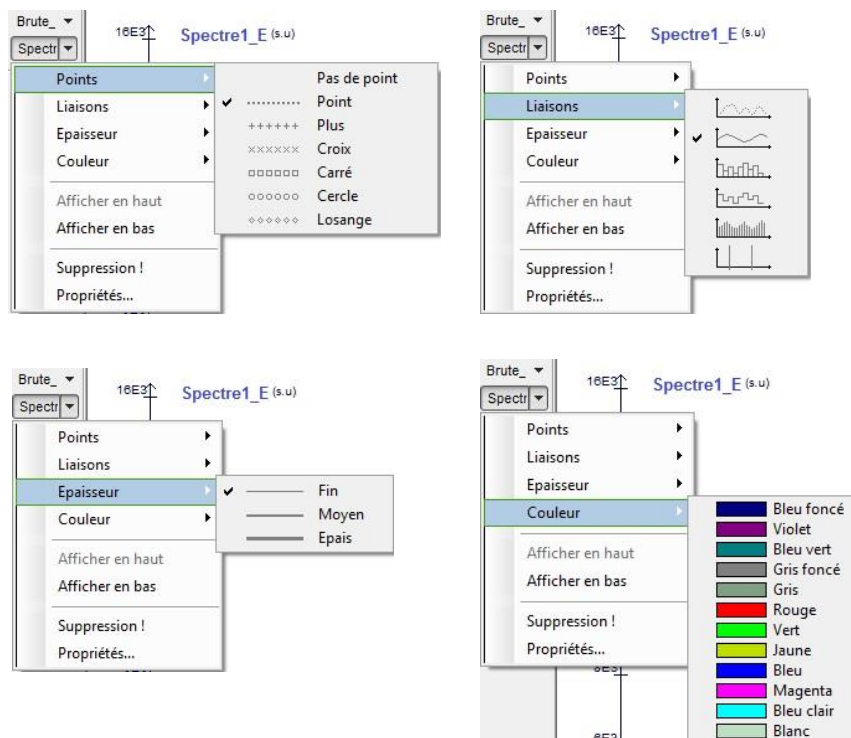 Brute_
Spectr
16E3
Spectre1_E (s.u)
Points
Liaisons
Epaisseur
Couleur
Afficher en haut
Afficher en bas
Suppression !
Propriétés...
Pas de point
Point
Plus
Croix
Carré
Cercle
Losange
Brute_
Spectr
16E3
Spectre1_E (s.u)
Points
Liaisons
Epaisseur
Couleur
Afficher en haut
Afficher en bas
Suppression !
Propriétés...
Brute_
Spectr
16E3
Spectre1_E (s.u)
Points
Liaisons
Epaisseur
Couleur
Afficher en haut
Afficher en bas
Suppression !
Propriétés...
Fin
Moyen
Epais
Brute_
Spectr
16E3
Spectre1_E (s.u)
Points
Liaisons
Epaisseur
Couleur
Afficher en haut
Afficher en bas
Suppression !
Propriétés...
Bleu foncé
Violet
Bleu vert
Gris foncé
Gris
Rouge
Vert
Jaune
Bleu
Magenta
Bleu clair
Blanc